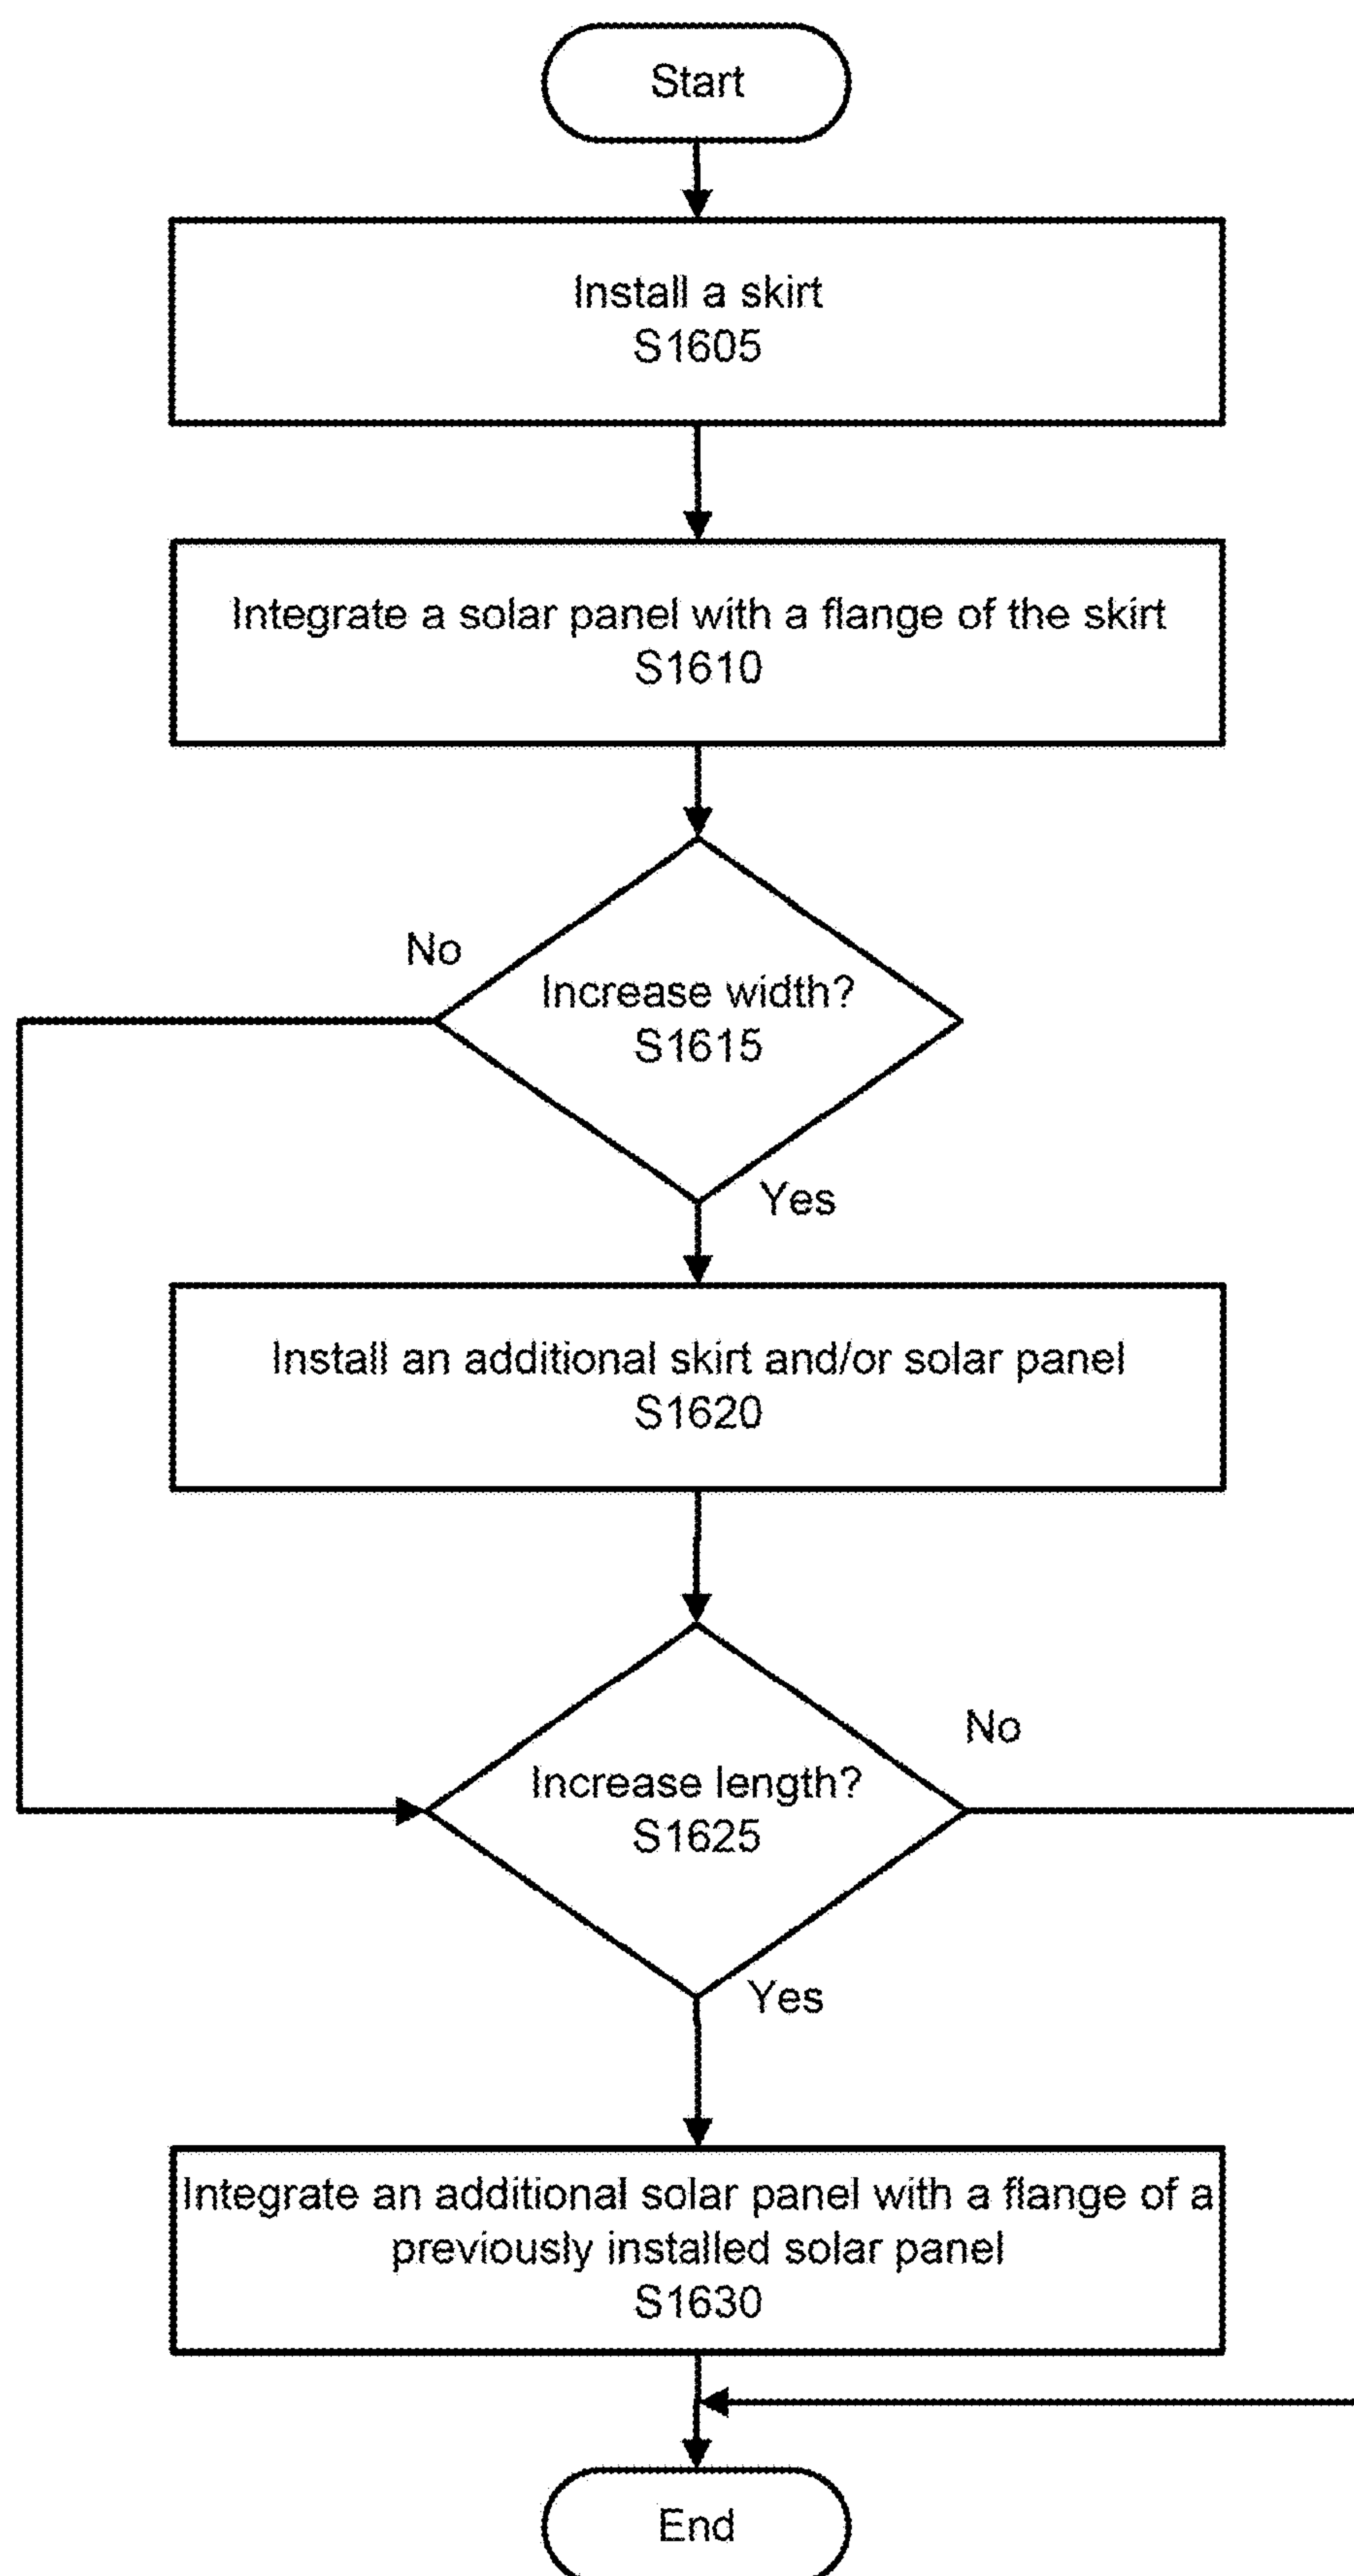 Start
Install a skirt
S1605
Integrate a solar panel with a flange of the skirt
S1610
No
Increase width?
S1615
Yes
Install an additional skirt and/or solar panel
S1620
No
Increase length?
S1625
Yes
Integrate an additional solar panel with a flange of a
previously installed solar panel
S1630
End